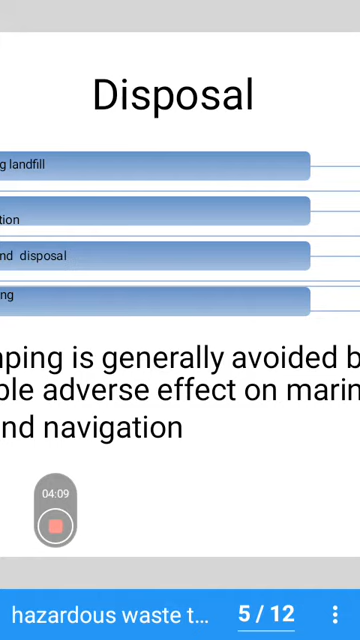 Disposal
g landfill
tion
nd disposal
ng
nping is generally avoided b
ble adverse effect on marin
nd navigation
04:09
hazardous waste t... 5 / 12